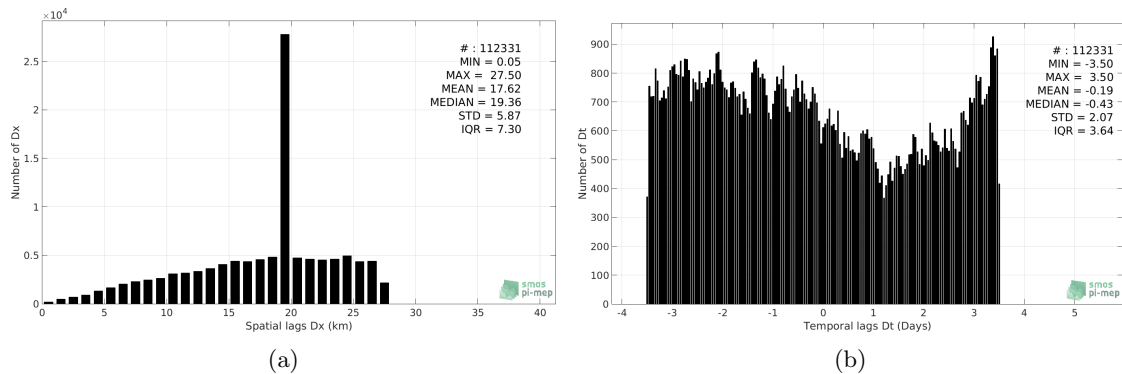 ×10⁴
2.5
2
1.5
1
0.5
0
0 5 10 15 20 25 30 35 40
Number of Dx
Spatial lags Dx (km)
# : 112331
MIN = 0.05
MAX = 27.50
MEAN = 17.62
MEDIAN = 19.36
STD = 5.87
IQR = 7.30
smos
pi-mep
(a)
900
800
700
600
500
400
300
200
100
0
-4 -3 -2 -1 0 1 2 3 4 5
Number of Dt
Temporal lags Dt (Days)
# : 112331
MIN = -3.50
MAX = 3.50
MEAN = -0.19
MEDIAN = -0.43
STD = 2.07
IQR = 3.64
smos
pi-mep
(b)